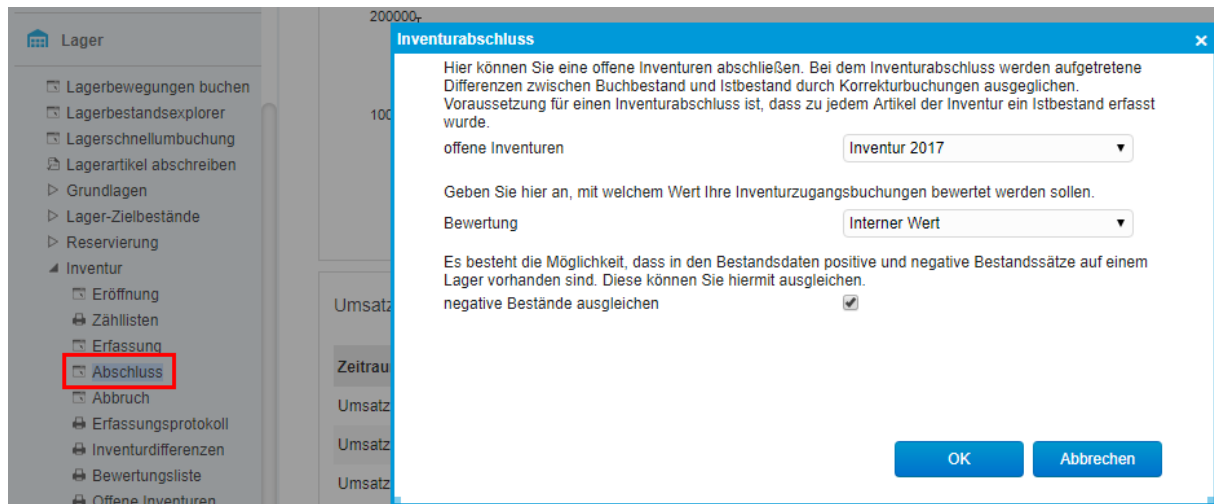 Lager
Lagerbewegungen buchen
Lagerbestandsexplorer
Lagerschnellumbuchung
Lagerartikel abschreiben
Grundlagen
Lager-Zielbestände
Reservierung
Inventur
Eröffnung
Zähllisten
Erfassung
Abschluss
Abbruch
Erfassungsprotokoll
Inventurdifferenzen
Bewertungsliste
Offene Inventuren
200000
100
Umsatz
Zeitrau
Umsatz
Umsatz
Umsatz
Inventurabschluss
Hier können Sie eine offene Inventuren abschließen. Bei dem Inventurabschluss werden aufgetretene
Differenzen zwischen Buchbestand und Istbestand durch Korrekturbuchungen ausgeglichen.
Voraussetzung für einen Inventurabschluss ist, dass zu jedem Artikel der Inventur ein Istbestand erfasst
wurde.
offene Inventuren Inventur 2017
Geben Sie hier an, mit welchem Wert Ihre Inventurzugangsbuchungen bewertet werden sollen.
Bewertung Interner Wert
Es besteht die Möglichkeit, dass in den Bestandsdaten positive und negative Bestandssätze auf einem
Lager vorhanden sind. Diese können Sie hiermit ausgleichen.
negative Bestände ausgleichen
OK Abbrechen